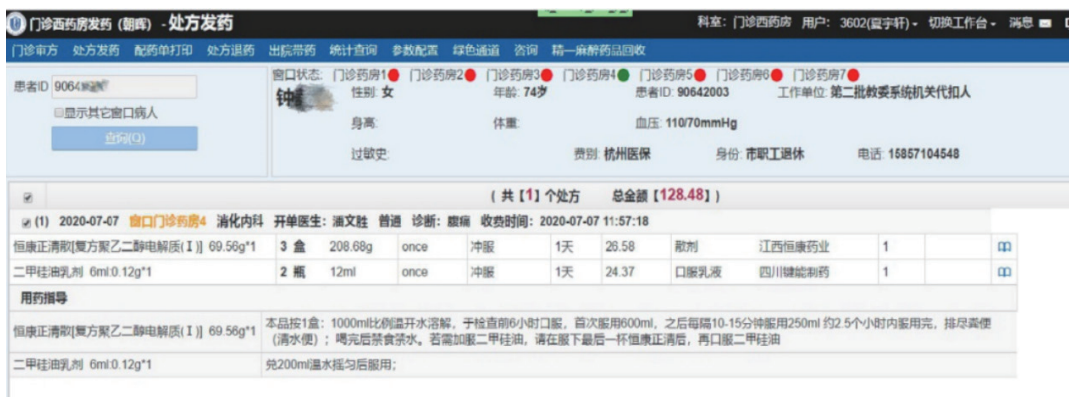 门诊西药房发药（朝晖） - 处方发药 科室：门诊西药房 用户：3602(夏宇轩) 切换工作台 消息
门诊审方 处方发药 配药单打印 处方退药 出院带药 统计查询 参数配置 绿色通道 咨询 精一麻醉药品回收
患者ID 9064
显示其它窗口病人
查询(Q)
窗口状态: 门诊药房1 门诊药房2 门诊药房3 门诊药房4 门诊药房5 门诊药房6 门诊药房7
钟 性别: 女 年龄: 74岁 患者ID: 90642003 工作单位: 第二批教委系统机关代扣人
身高: 体重: 血压: 110/70mmHg
过敏史: 费别: 杭州医保 身份: 市职工退休 电话: 15857104548
( 共【1】个处方 总金额【128.48】)
(1) 2020-07-07 窗口门诊药房4 消化内科 开单医生：潘文胜 普通 诊断：腹痛 收费时间：2020-07-07 11:57:18
恒康正清散[复方聚乙二醇电解质(Ⅰ)] 69.56g*1 3 盒 208.68g once 冲服 1天 26.58 散剂 江西恒康药业 1
二甲硅油乳剂 6ml:0.12g*1 2 瓶 12ml once 冲服 1天 24.37 口服乳液 四川健能制药 1
用药指导
恒康正清散[复方聚乙二醇电解质(Ⅰ)] 69.56g*1 本品按1盒：1000ml比例温开水溶解，于检查前6小时口服，首次服用600ml，之后每隔10-15分钟服用250ml 约2.5个小时内服用完，排尽粪便
（清水便）；喝完后禁食禁水。若需加服二甲硅油，请在服下最后一杯恒康正清后，再口服二甲硅油
二甲硅油乳剂 6ml:0.12g*1 兑200ml温水摇匀后服用；